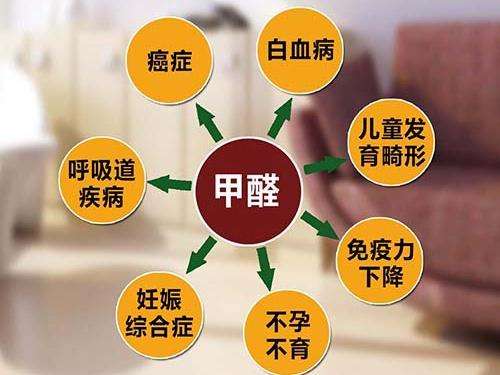 癌症
白血病
儿童发
育畸形
呼吸道
疾病
甲醛
免疫力
下降
妊娠
综合症
不孕
不育